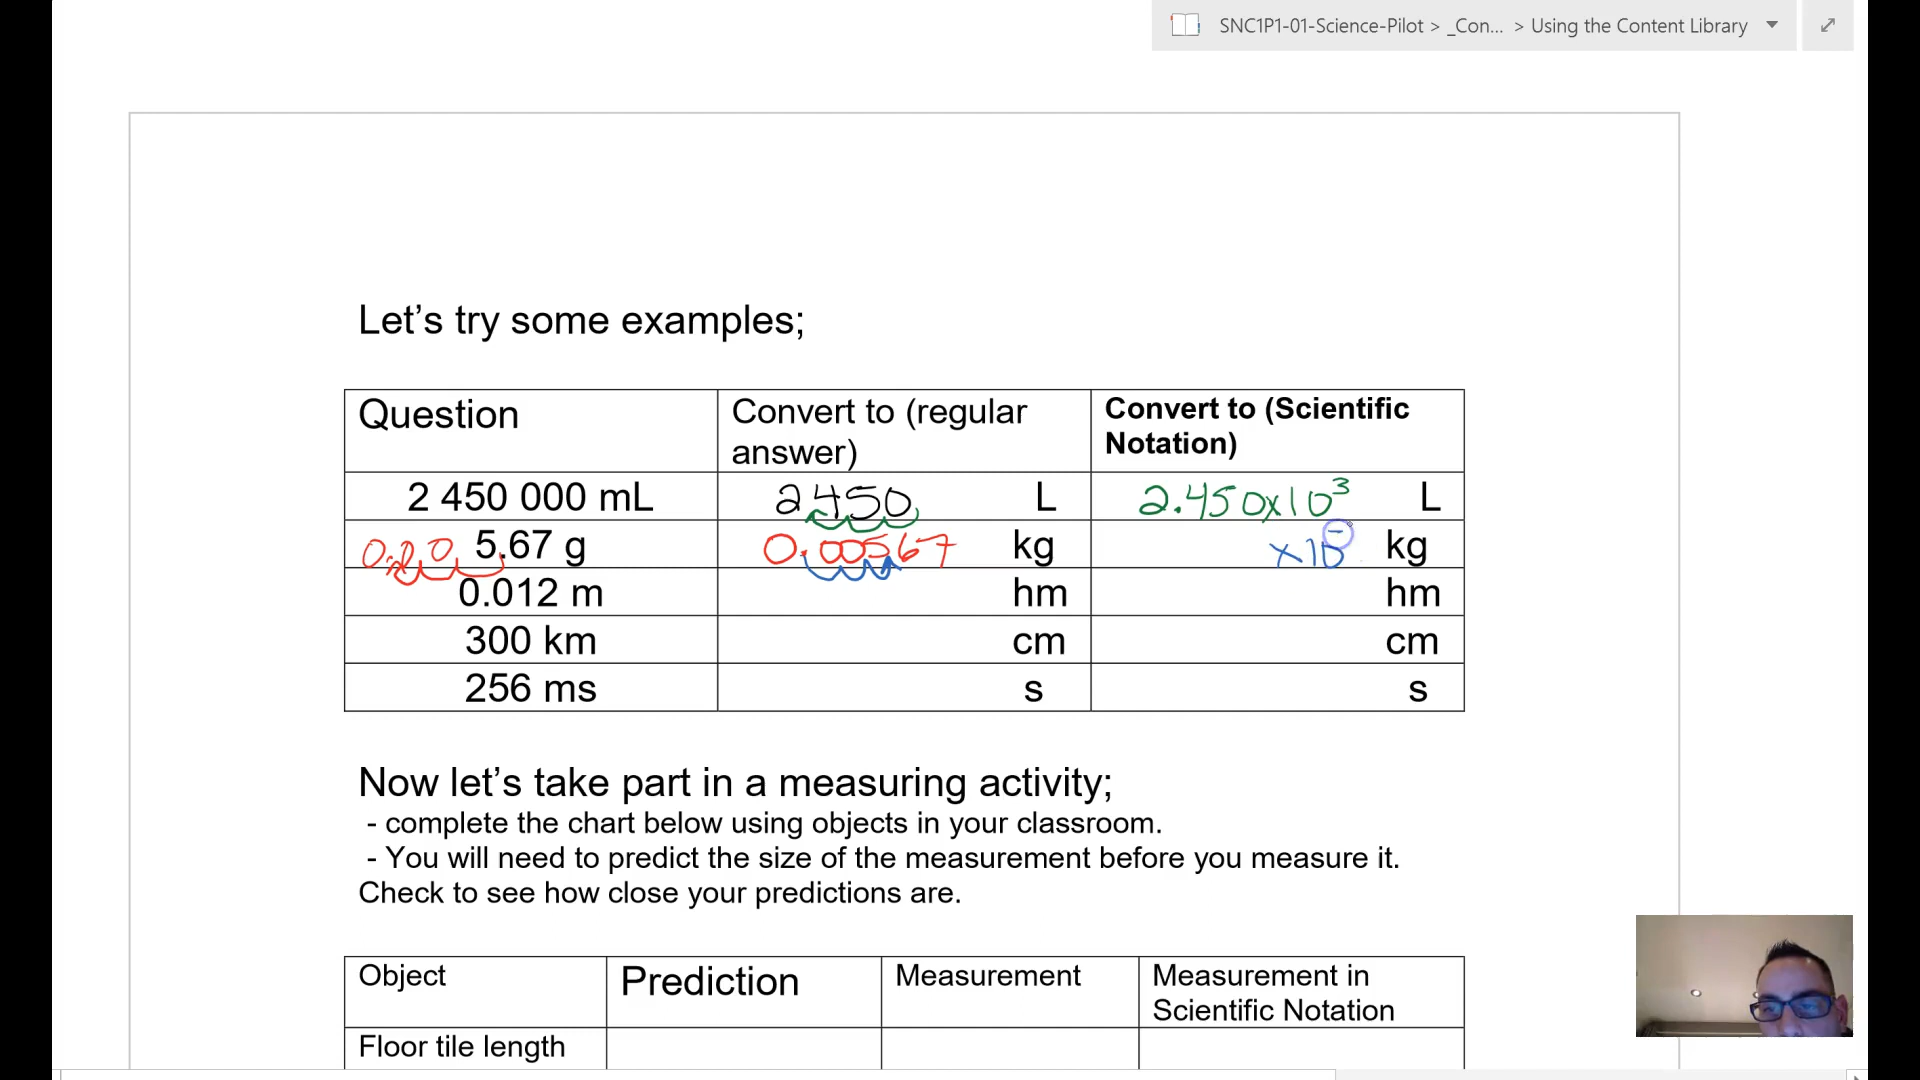 SNC1P1-01-Science-Pilot > _Con... > Using the Content Library
Let’s try some examples;
Question
Convert to (regular answer)
Convert to (Scientific Notation)
2 450 000 mL
2450 L
2.450x10³ L
0.00 5.67 g
0.00567 kg
x10⁻ kg
0.012 m
hm
hm
300 km
cm
cm
256 ms
s
s
Now let’s take part in a measuring activity;
- complete the chart below using objects in your classroom.
- You will need to predict the size of the measurement before you measure it.
Check to see how close your predictions are.
Object
Prediction
Measurement
Measurement in Scientific Notation
Floor tile length